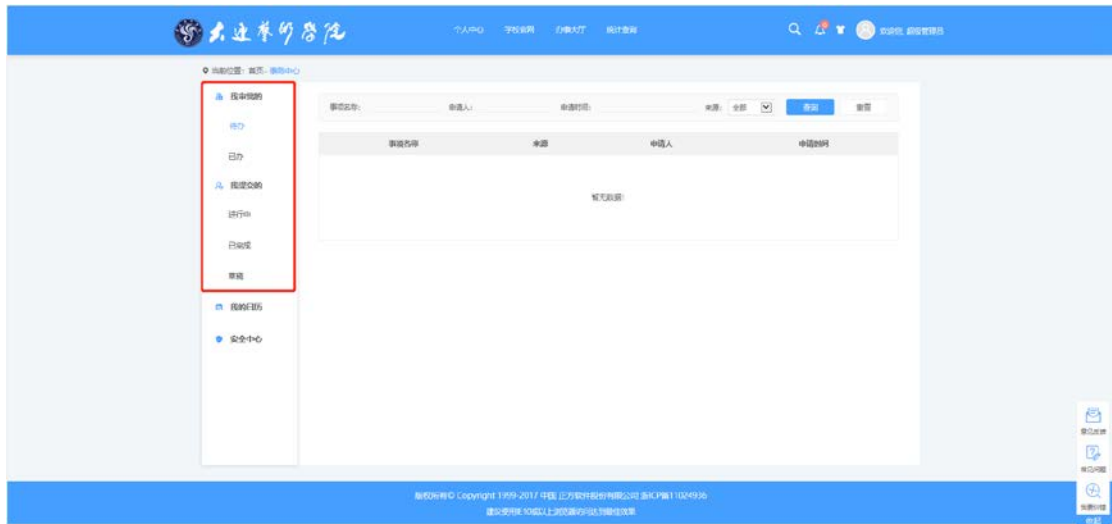 大连艺术学院
个人中心 学校官网 办事大厅 统计查询
欢迎您, 超级管理员
当前位置: 首页- 事务中心
我审批的
事项名称: 申请人: 申请时间: 来源: 全部 查询 重置
待办
事项名称 来源 申请人 申请时间
已办
我提交的
暂无数据!
进行中
已完成
草稿
我的日历
安全中心
意见反馈
常见问题
我要纠错
收起
版权所有© Copyright 1999-2017 中国 正方软件股份有限公司 浙ICP备11024936
建议使用IE10或以上浏览器访问达到最佳效果